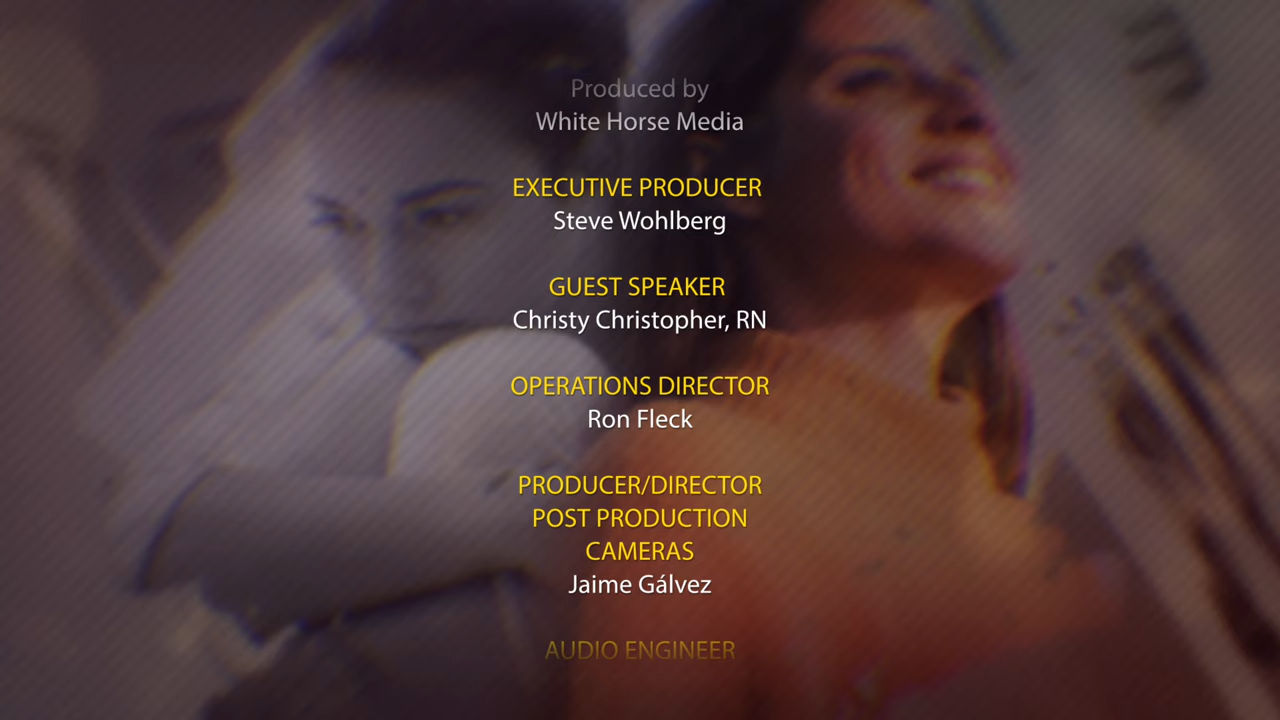 Produced by
White Horse Media
EXECUTIVE PRODUCER
Steve Wohlberg
GUEST SPEAKER
Christy Christopher, RN
OPERATIONS DIRECTOR
Ron Fleck
PRODUCER/DIRECTOR
POST PRODUCTION
CAMERAS
Jaime Gálvez
AUDIO ENGINEER